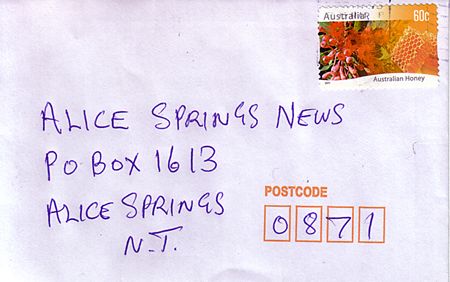 Australia
60c
Australian Honey
ALICE SPRINGS NEWS
PO BOX 1613
ALICE SPRINGS
N.T.
POSTCODE
0871